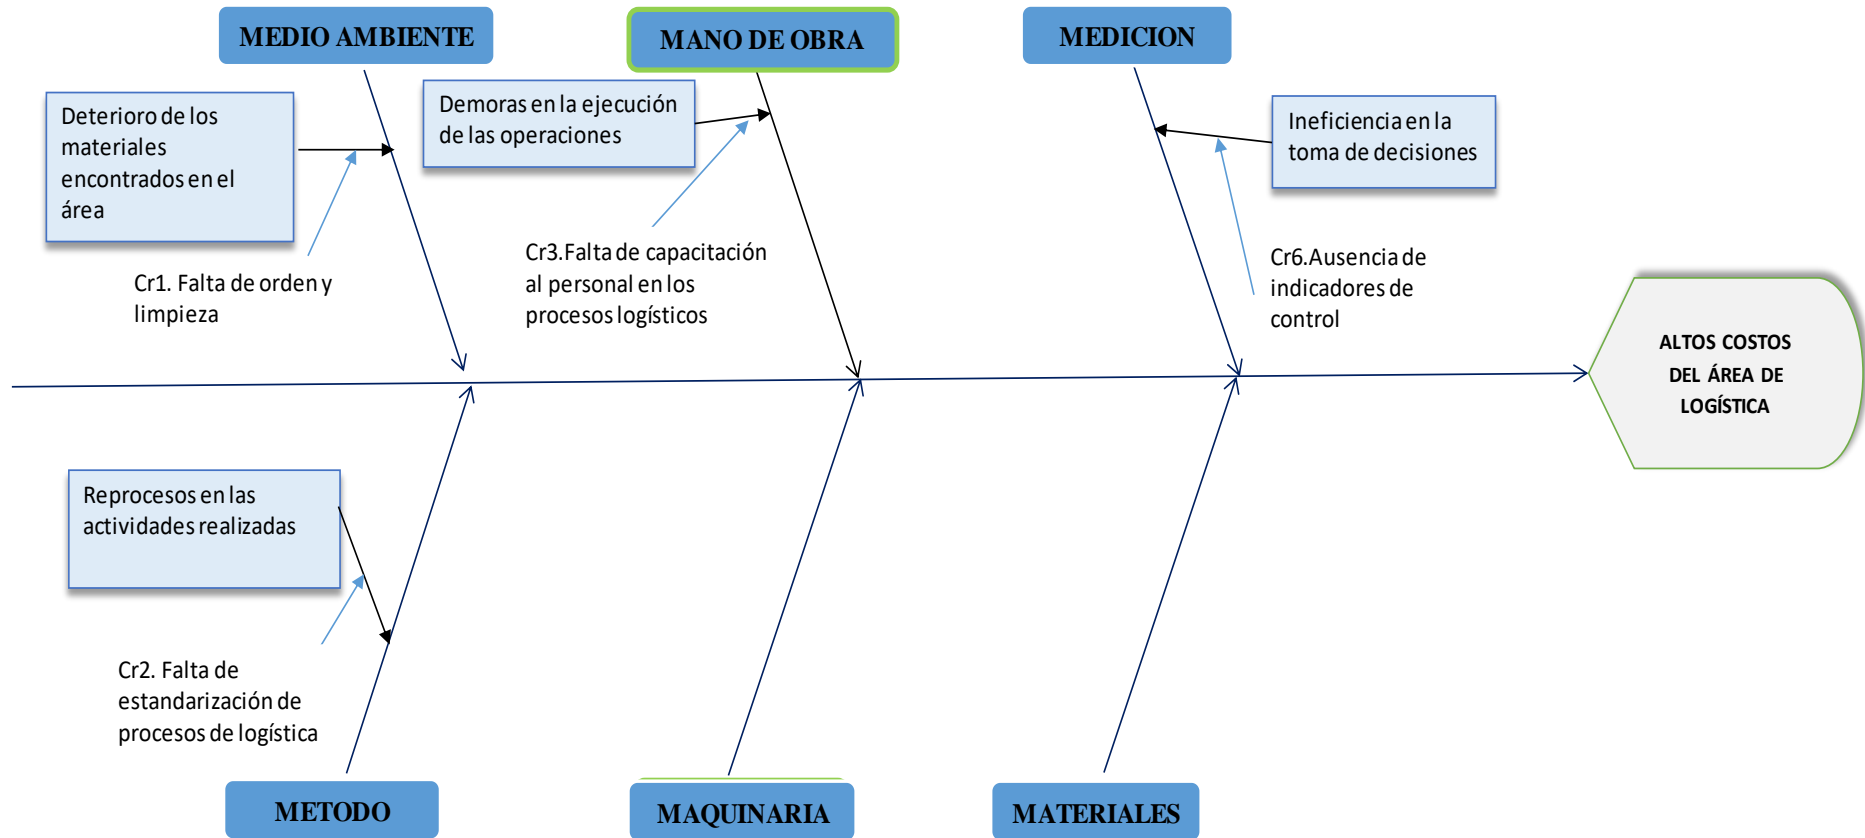 MEDIO AMBIENTE
MANO DE OBRA
MEDICION
Deterioro de los
materiales
encontrados en el
área
Demoras en la ejecución
de las operaciones
Ineficiencia en la
toma de decisiones
Cr1. Falta de orden y
limpieza
Cr3.Falta de capacitación
al personal en los
procesos logísticos
Cr6.Ausencia de
indicadores de
control
ALTOS COSTOS
DEL ÁREA DE
LOGÍSTICA
Reprocesos en las
actividades realizadas
Cr2. Falta de
estandarización de
procesos de logística
METODO
MAQUINARIA
MATERIALES